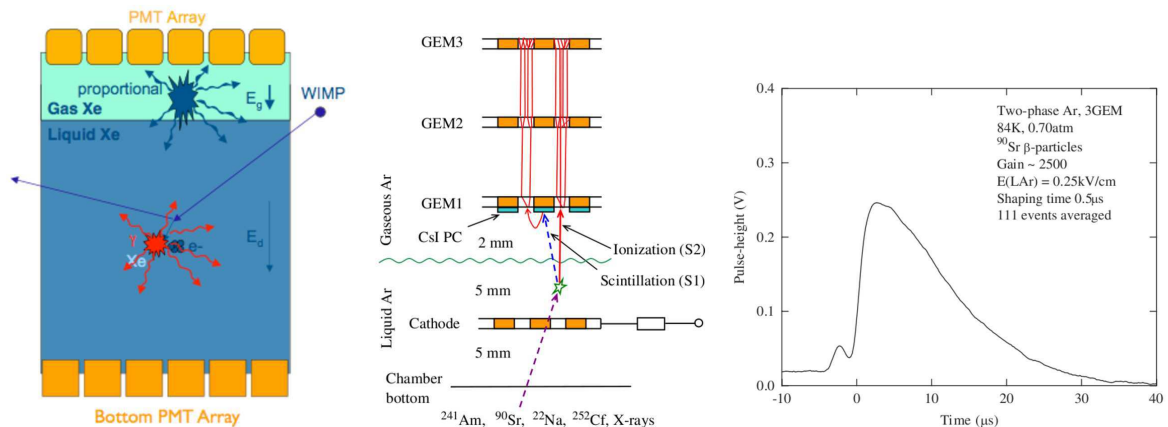 PMT Array
proportional
Gas Xe
E_g
WIMP
Liquid Xe
γ
e-
Xe
E_d
Bottom PMT Array
GEM3
GEM2
GEM1
Gaseous Ar
CsI PC
2 mm
Ionization (S2)
Scintillation (S1)
5 mm
Liquid Ar
Cathode
5 mm
Chamber
bottom
²⁴¹Am, ⁹⁰Sr, ²²Na, ²⁵²Cf, X-rays
Two-phase Ar, 3GEM
84K, 0.70atm
⁹⁰Sr β-particles
Gain ~ 2500
E(LAr) = 0.25kV/cm
Shaping time 0.5μs
111 events averaged
Pulse-height (V)
0.4
0.3
0.2
0.1
0.0
-10 0 10 20 30 40
Time (μs)